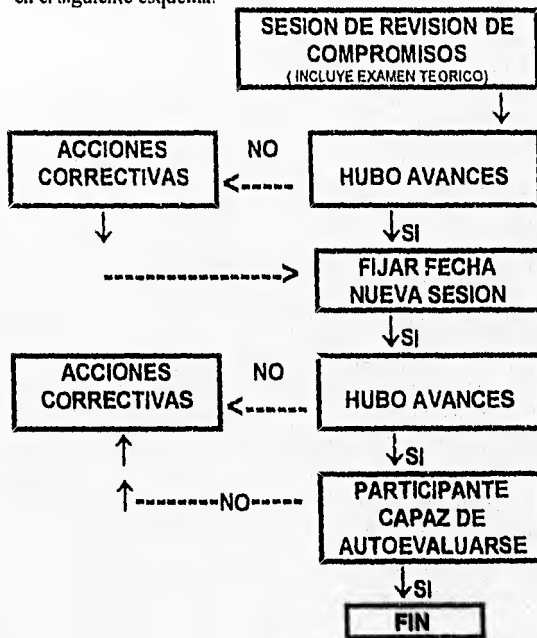 en el siguiente esquema:
SESION DE REVISION DE
COMPROMISOS
( INCLUYE EXAMEN TEORICO)
ACCIONES
CORRECTIVAS
NO
HUBO AVANCES
SI
FIJAR FECHA
NUEVA SESION
SI
ACCIONES
CORRECTIVAS
NO
HUBO AVANCES
SI
NO
PARTICIPANTE
CAPAZ DE
AUTOEVALUARSE
SI
FIN